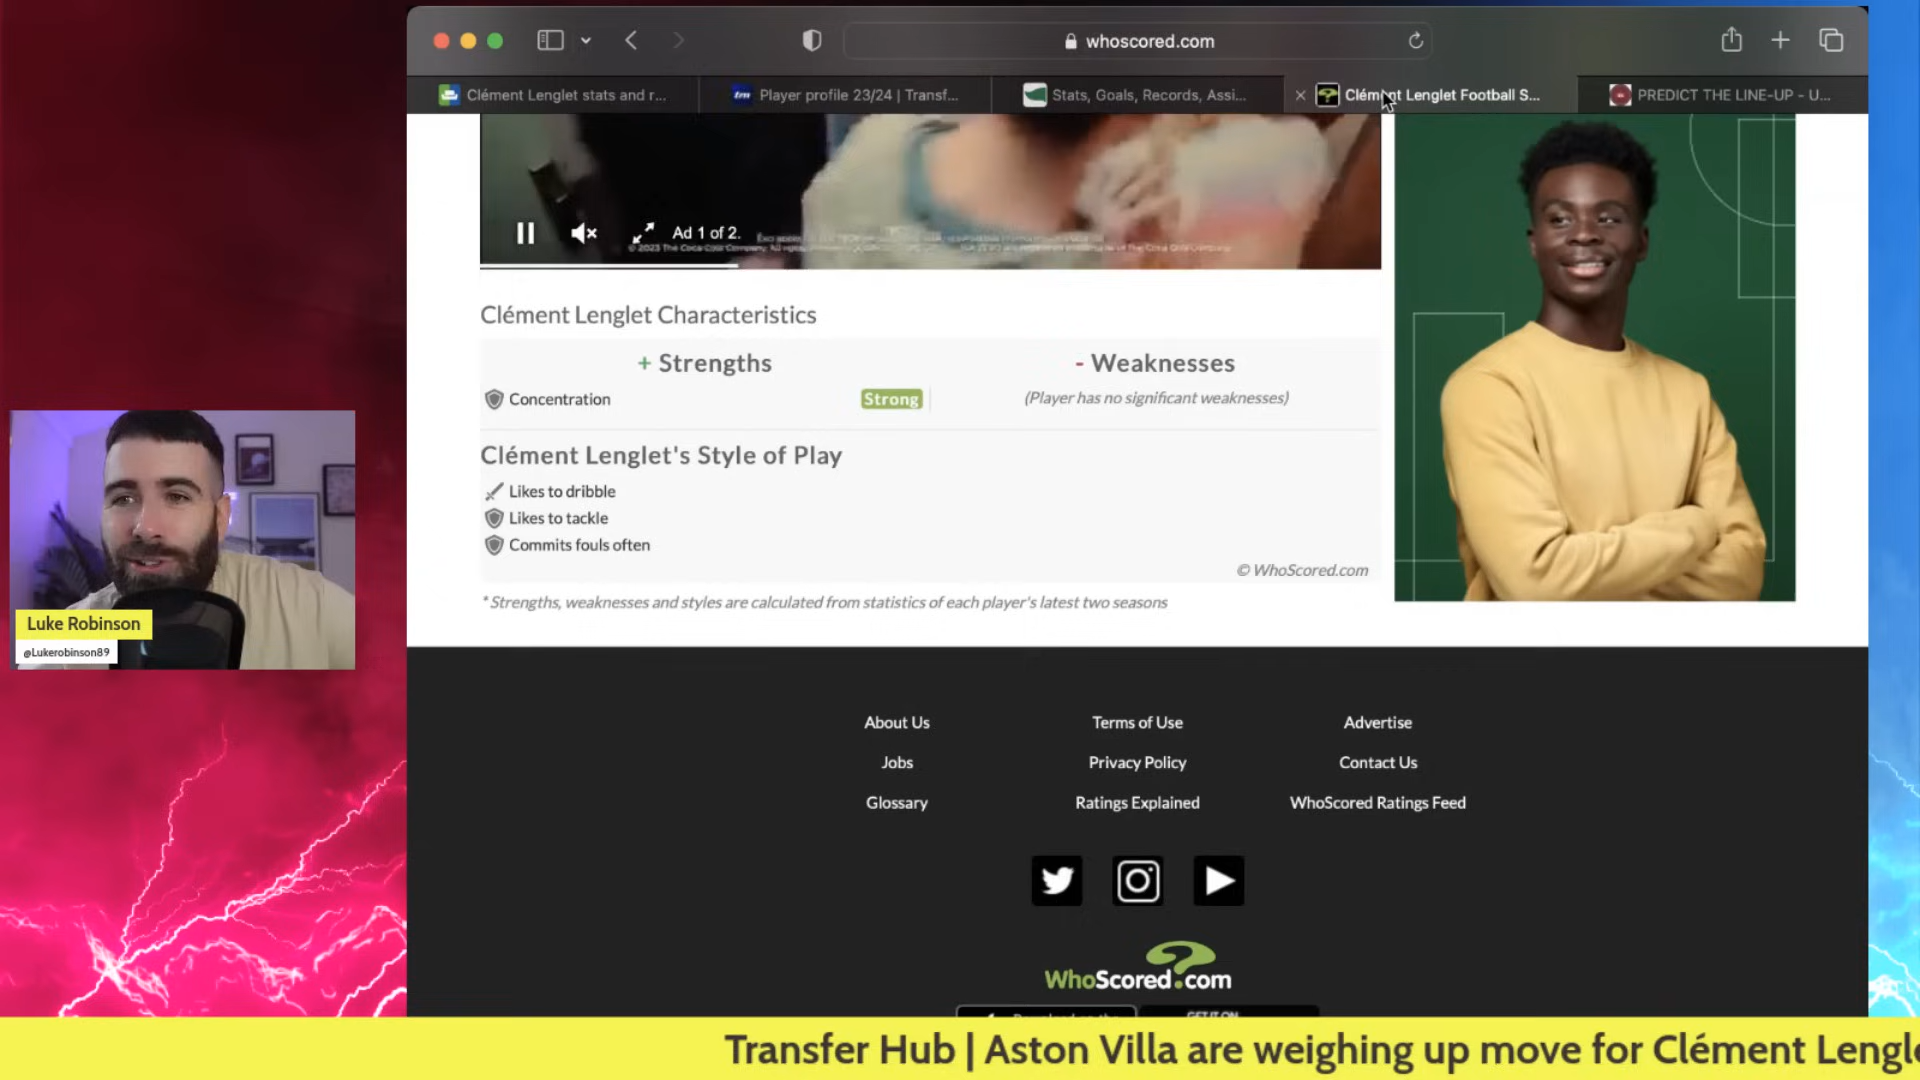 whoscored.com
Clément Lenglet stats and r...
Player profile 23/24 | Transf...
Stats, Goals, Records, Assi...
Clément Lenglet Football S...
PREDICT THE LINE-UP - U...
Ad 1 of 2.
Clément Lenglet Characteristics
+ Strengths
- Weaknesses
Concentration
Strong
(Player has no significant weaknesses)
Clément Lenglet's Style of Play
Likes to dribble
Likes to tackle
Commits fouls often
© WhoScored.com
* Strengths, weaknesses and styles are calculated from statistics of each player's latest two seasons
Luke Robinson
@Lukerobinson89
About Us
Terms of Use
Advertise
Jobs
Privacy Policy
Contact Us
Glossary
Ratings Explained
WhoScored Ratings Feed
WhoScored.com
GET IT ON
Transfer Hub | Aston Villa are weighing up move for Clément Lengle